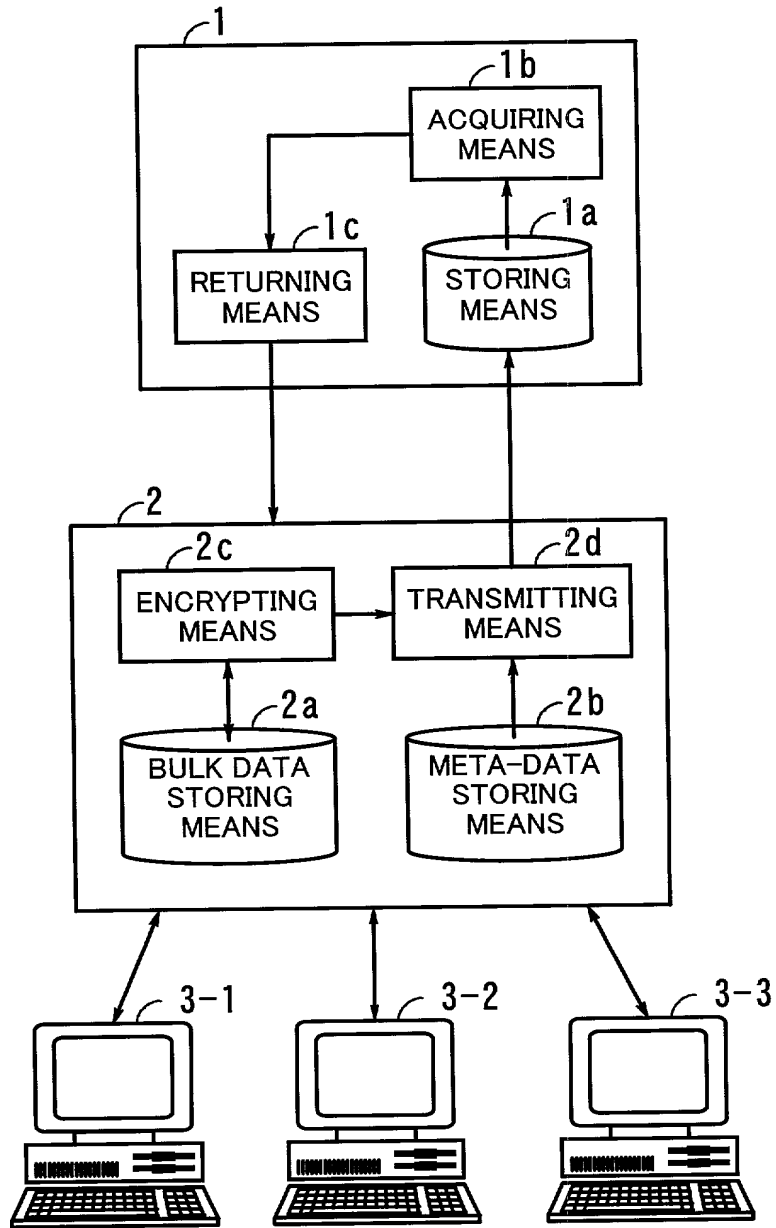 1
1b
ACQUIRING
MEANS
1c
RETURNING
MEANS
1a
STORING
MEANS
2
2c
ENCRYPTING
MEANS
2d
TRANSMITTING
MEANS
2a
BULK DATA
STORING
MEANS
2b
META-DATA
STORING
MEANS
3-1
3-2
3-3